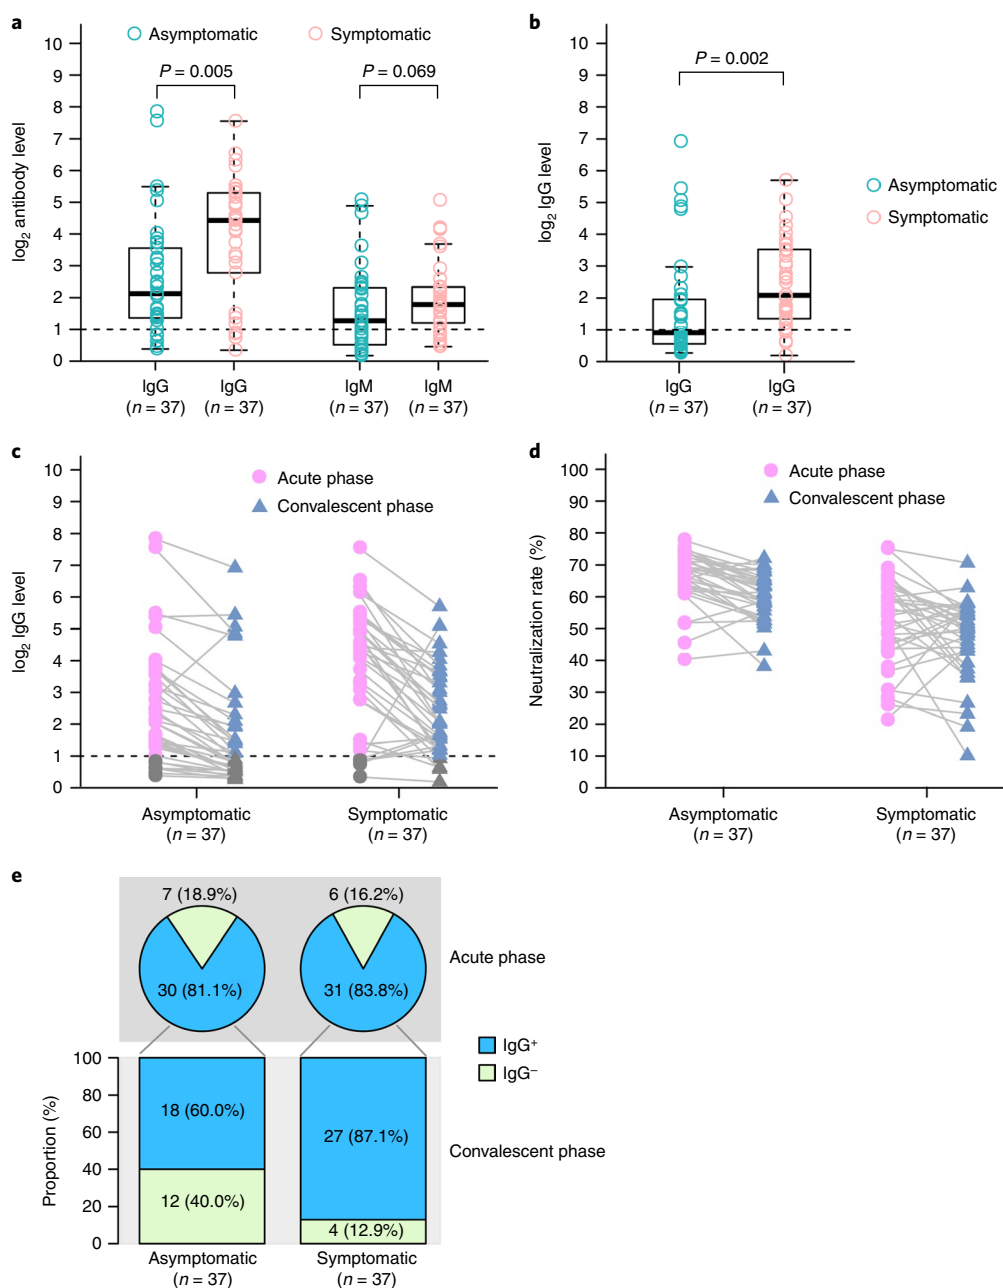 a
Asymptomatic
Symptomatic
10
9
8
7
6
5
4
3
2
1
0
log₂ antibody level
P = 0.005
P = 0.069
IgG
(n = 37)
IgG
(n = 37)
IgM
(n = 37)
IgM
(n = 37)
b
10
9
8
7
6
5
4
3
2
1
0
log₂ IgG level
P = 0.002
Asymptomatic
Symptomatic
IgG
(n = 37)
IgG
(n = 37)
c
10
9
8
7
6
5
4
3
2
1
0
log₂ IgG level
Acute phase
Convalescent phase
Asymptomatic
(n = 37)
Symptomatic
(n = 37)
d
100
90
80
70
60
50
40
30
20
10
0
Neutralization rate (%)
Acute phase
Convalescent phase
Asymptomatic
(n = 37)
Symptomatic
(n = 37)
e
7 (18.9%)
6 (16.2%)
30 (81.1%)
31 (83.8%)
Acute phase
IgG⁺
IgG⁻
100
80
60
40
20
0
Proportion (%)
18 (60.0%)
27 (87.1%)
12 (40.0%)
4 (12.9%)
Convalescent phase
Asymptomatic
(n = 37)
Symptomatic
(n = 37)